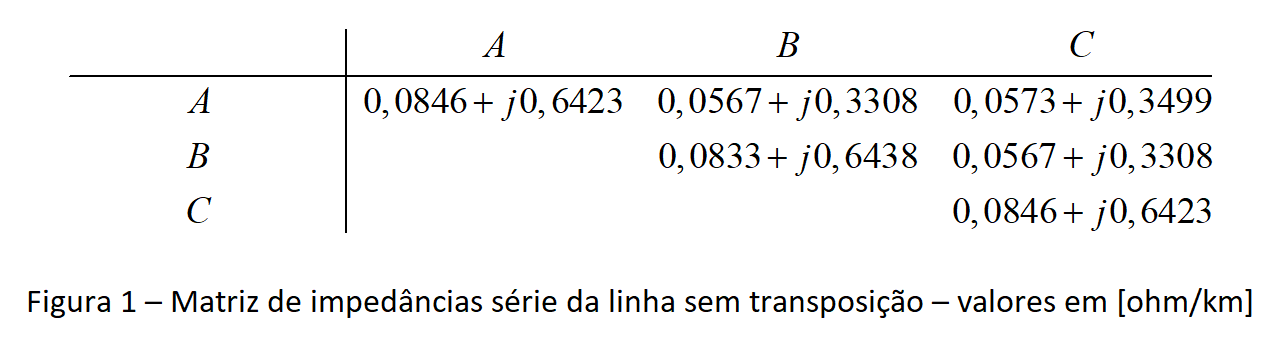 A B C
A 0,0846 + j0,6423 0,0567 + j0,3308 0,0573 + j0,3499
B 0,0833 + j0,6438 0,0567 + j0,3308
C 0,0846 + j0,6423
Figura 1 – Matriz de impedâncias série da linha sem transposição – valores em [ohm/km]